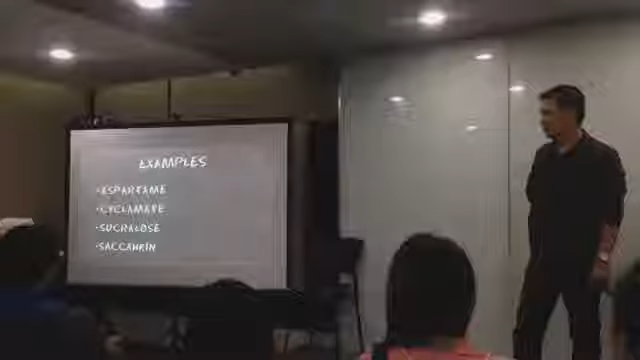 EXAMPLES
•ASPARTAME
•CYCLAMATE
•SUCRALOSE
•SACCAHRIN